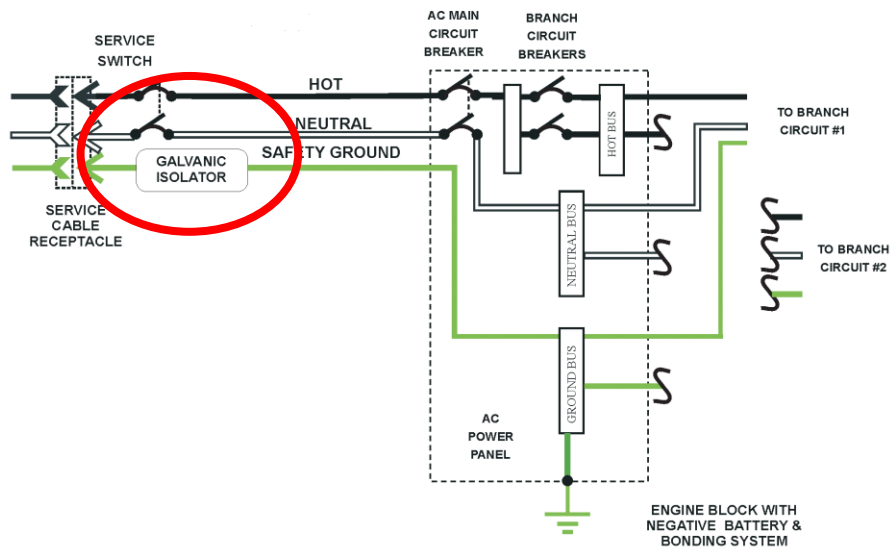 AC MAIN
CIRCUIT
BREAKER
BRANCH
CIRCUIT
BREAKERS
SERVICE
SWITCH
HOT
NEUTRAL
SAFETY GROUND
GALVANIC
ISOLATOR
SERVICE
CABLE
RECEPTACLE
HOT BUS
TO BRANCH
CIRCUIT #1
NEUTRAL BUS
TO BRANCH
CIRCUIT #2
GROUND BUS
AC
POWER
PANEL
ENGINE BLOCK WITH
NEGATIVE BATTERY &
BONDING SYSTEM